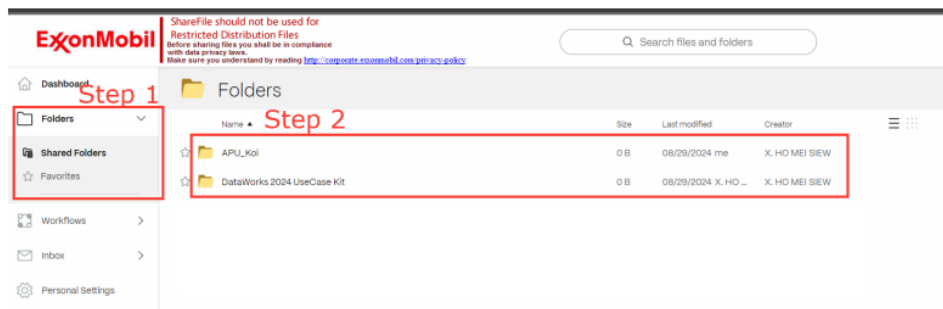 ExxonMobil
ShareFile should not be used for
Restricted Distribution Files
Before sharing files you shall be in compliance
with data privacy laws.
Make sure you understand by reading http://corporate.exxonmobil.com/privacy-policy
Search files and folders
Dashboard
Step 1
Folders
Shared Folders
Favorites
Workflows
Inbox
Personal Settings
Folders
Step 2
Name Size Last modified Creator
APU_Koi 0 B 08/29/2024 me X. HO MEI SIEW
DataWorks 2024 UseCase Kit 0 B 08/29/2024 X. HO ... X. HO MEI SIEW